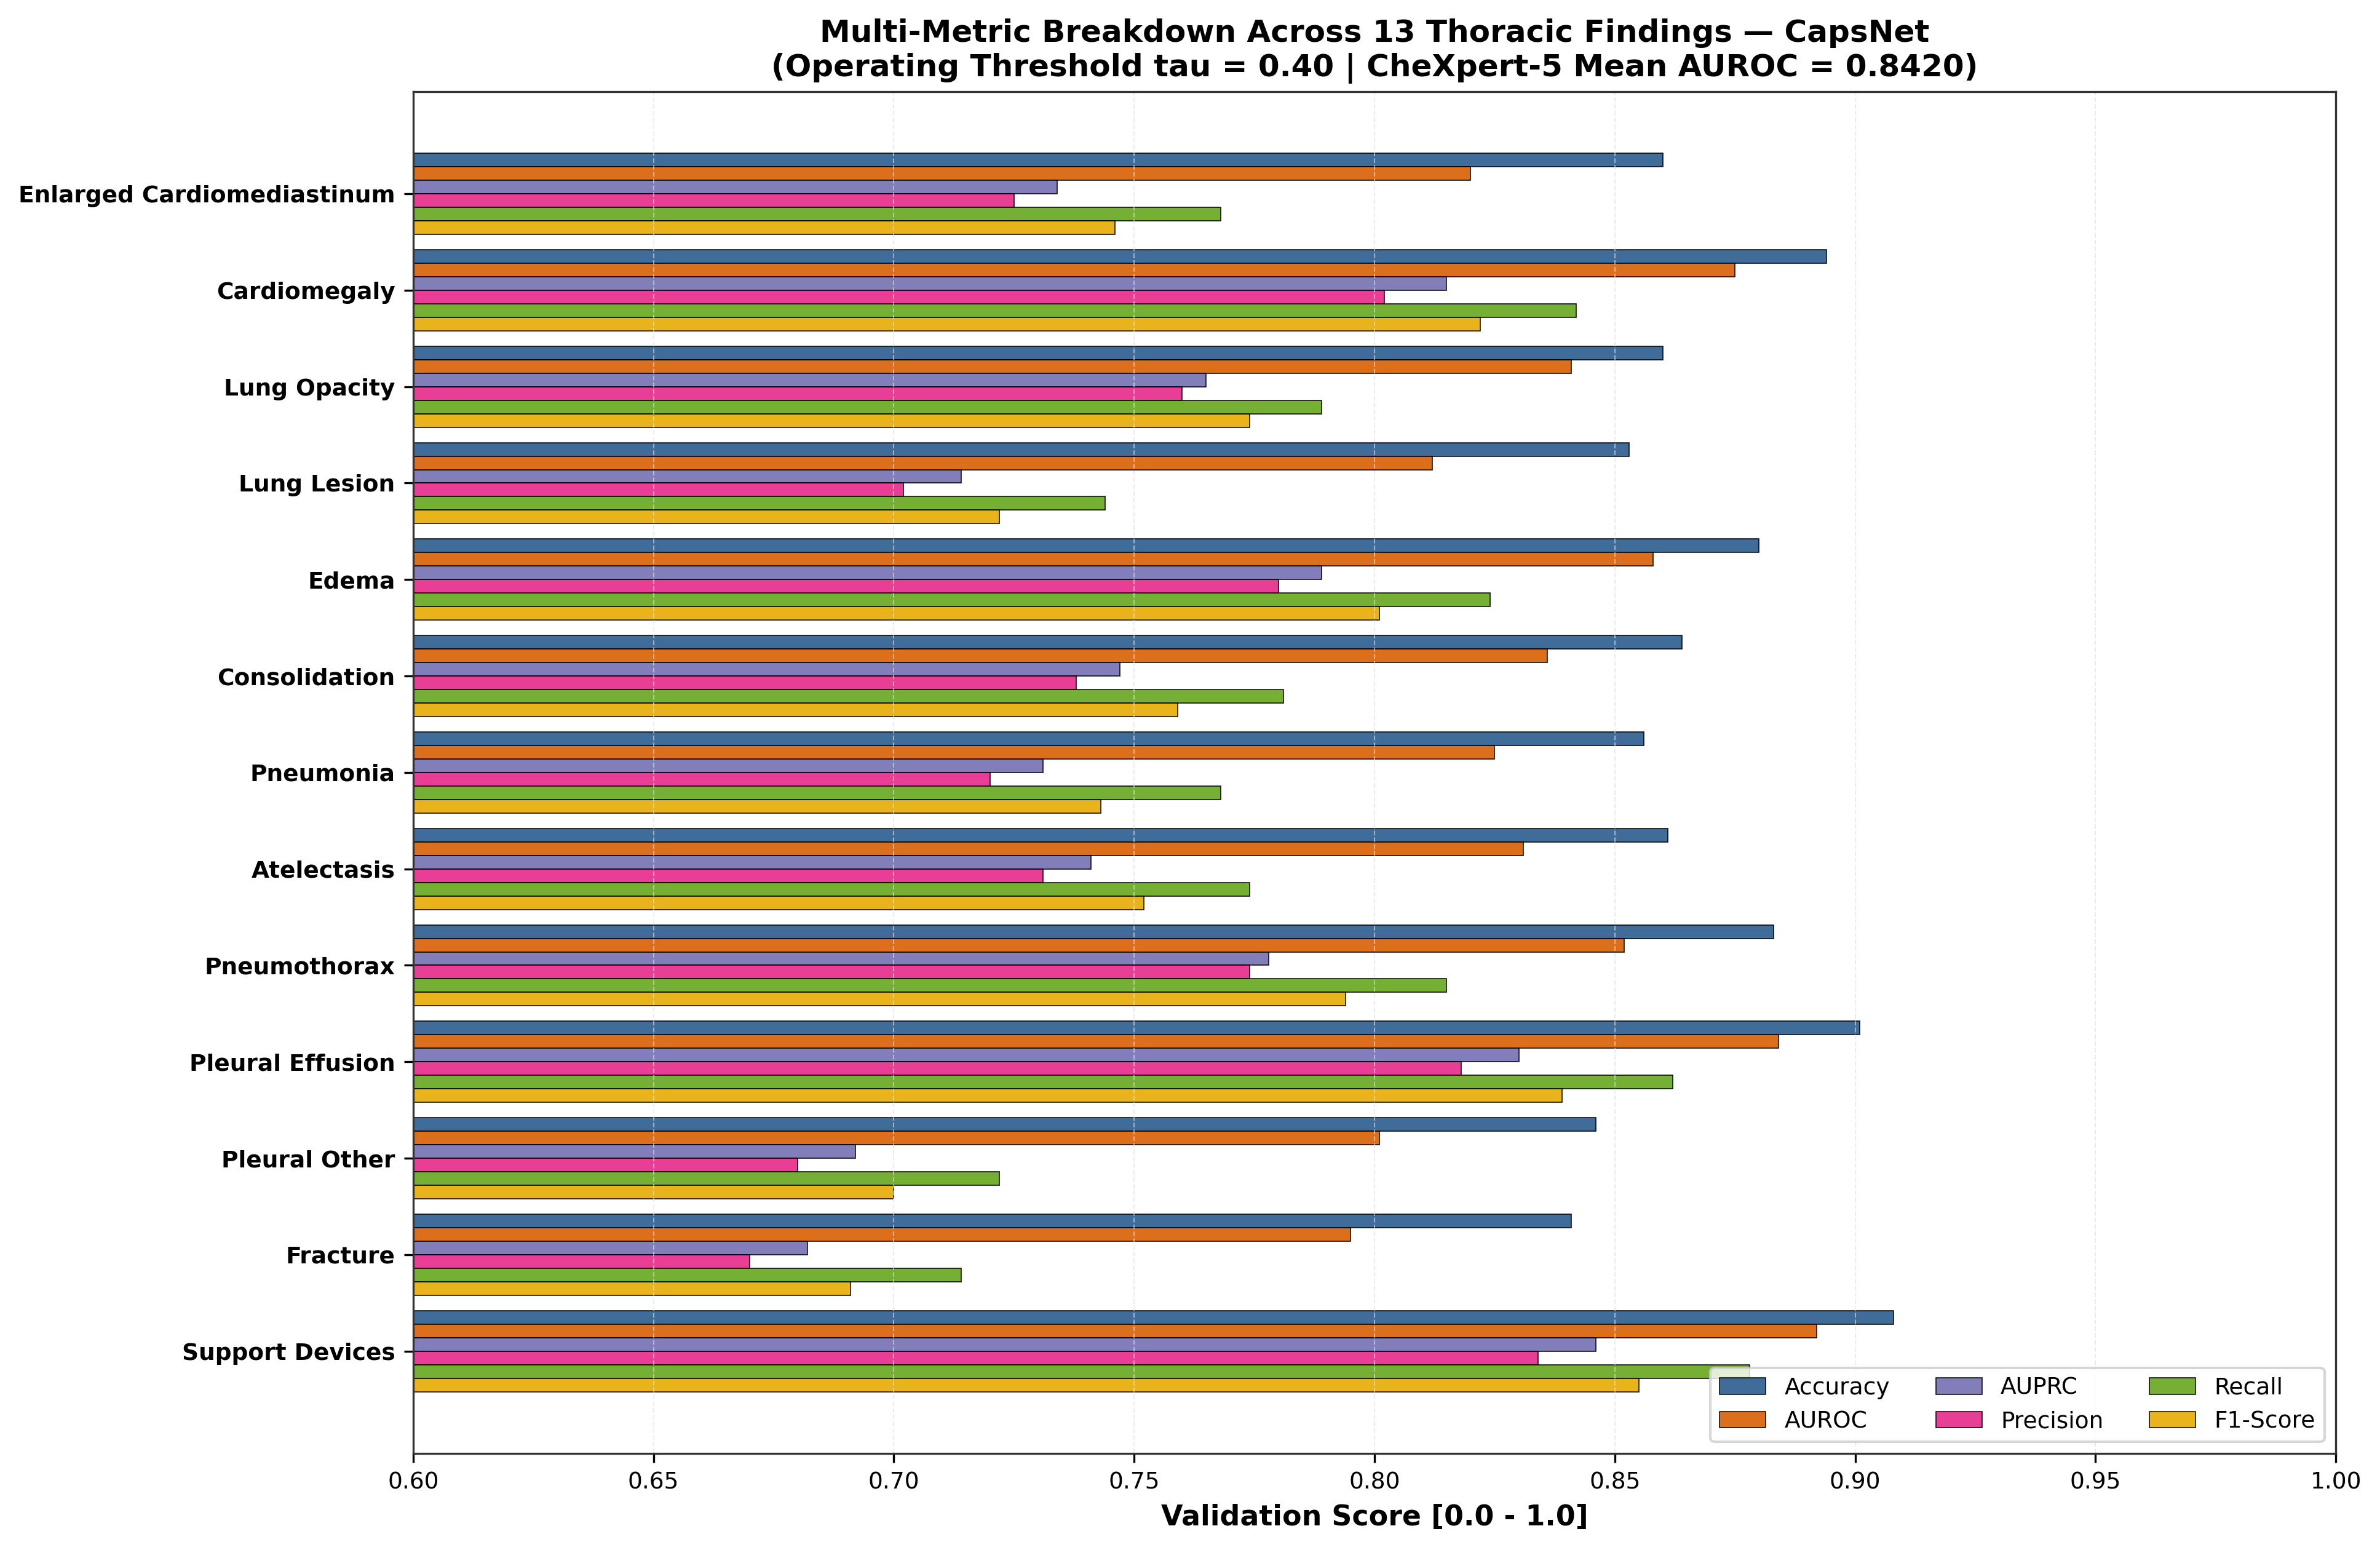 Multi-Metric Breakdown Across 13 Thoracic Findings — CapsNet
(Operating Threshold tau = 0.40 | CheXpert-5 Mean AUROC = 0.8420)
Enlarged Cardiomediastinum
Cardiomegaly
Lung Opacity
Lung Lesion
Edema
Consolidation
Pneumonia
Atelectasis
Pneumothorax
Pleural Effusion
Pleural Other
Fracture
Support Devices
Accuracy AUPRC Recall
AUROC Precision F1-Score
0.60 0.65 0.70 0.75 0.80 0.85 0.90 0.95 1.00
Validation Score [0.0 - 1.0]